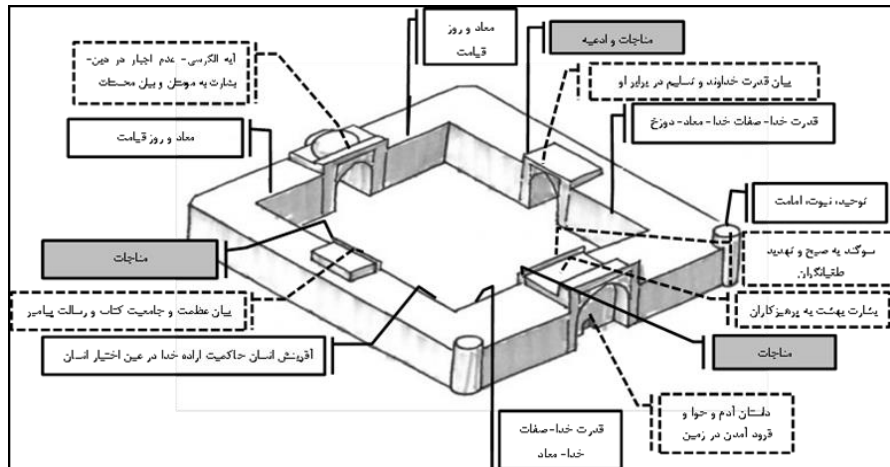 معاد و روز
قیامت
مناجات و ادعیه
آیه الکرسی- عدم اجبار در دین-
بشارت به مومنان و بیان محسنات
بیان قدرت خداوند و تسلیم در برابر او
قدرت خدا- صفات خدا- معاد- دوزخ
معاد و روز قیامت
توحید، نبوت، امامت
سوگند به صبح و تهدید
طغیانگران
مناجات
بیان عظمت و جامعیت کتاب و رسالت پیامبر
بشارت بهشت به پرهیزکاران
آفرینش انسان حاکمیت اراده خدا در عین اختیار انسان
مناجات
داستان آدم و حوا و
فرود آمدن در زمین
قدرت خدا- صفات
خدا- معاد